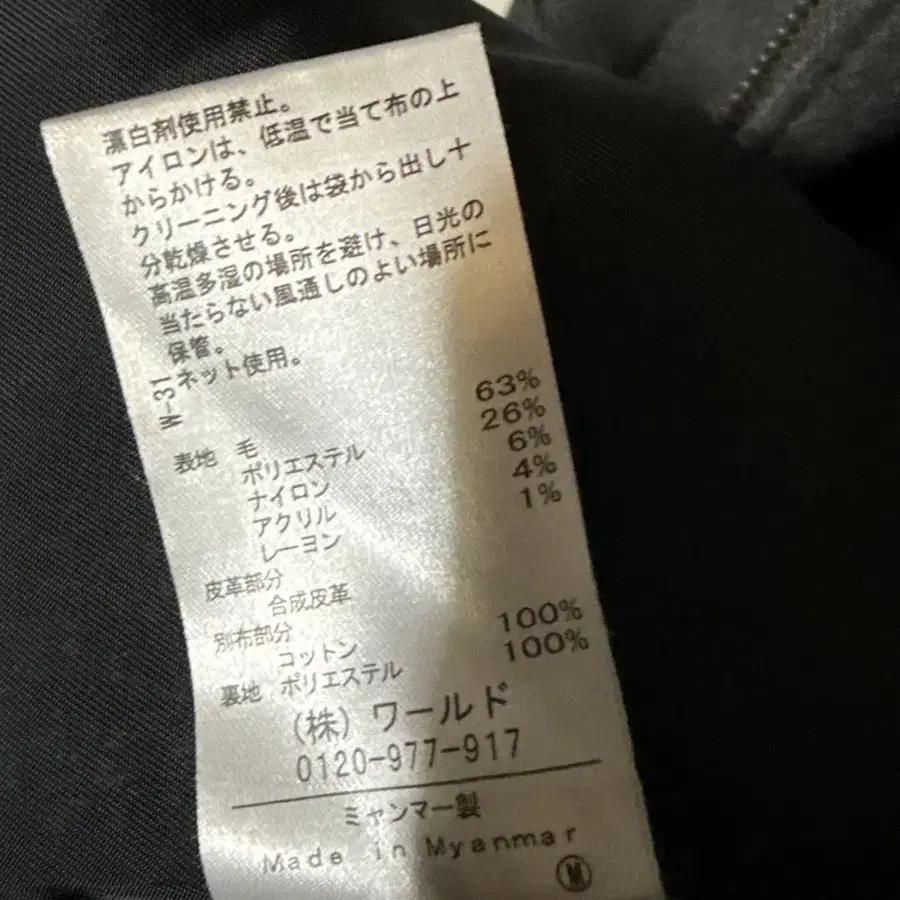 漂白剤使用禁止。
アイロンは、低温で当て布の上
からかける。
クリーニング後は袋から出し十
分乾燥させる。
高温多湿の場所を避け、日光の
当たらない風通しのよい場所に
保管。
ネット使用。
W-31
表地 毛 63%
ポリエステル 26%
ナイロン 6%
アクリル 4%
レーヨン 1%
皮革部分
合成皮革
別布部分
コットン 100%
裏地 ポリエステル 100%
(株) ワールド
0120-977-917
ミャンマー製
Made in Myanmar
M